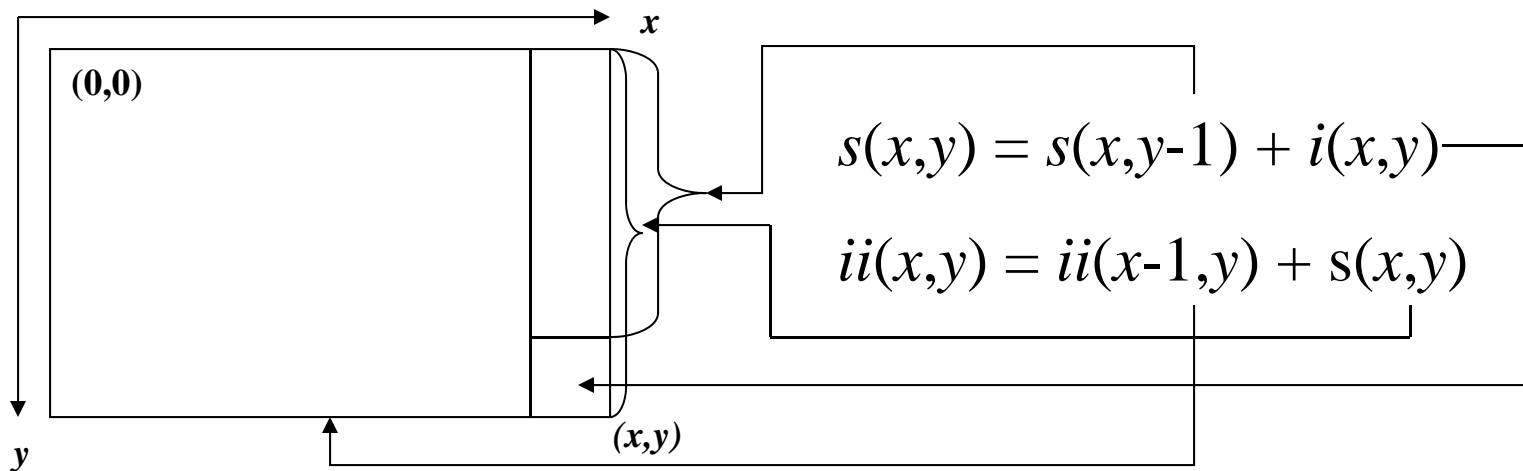 x
(0,0)
s(x,y) = s(x,y-1) + i(x,y)
ii(x,y) = ii(x-1,y) + s(x,y)
(x,y)
y